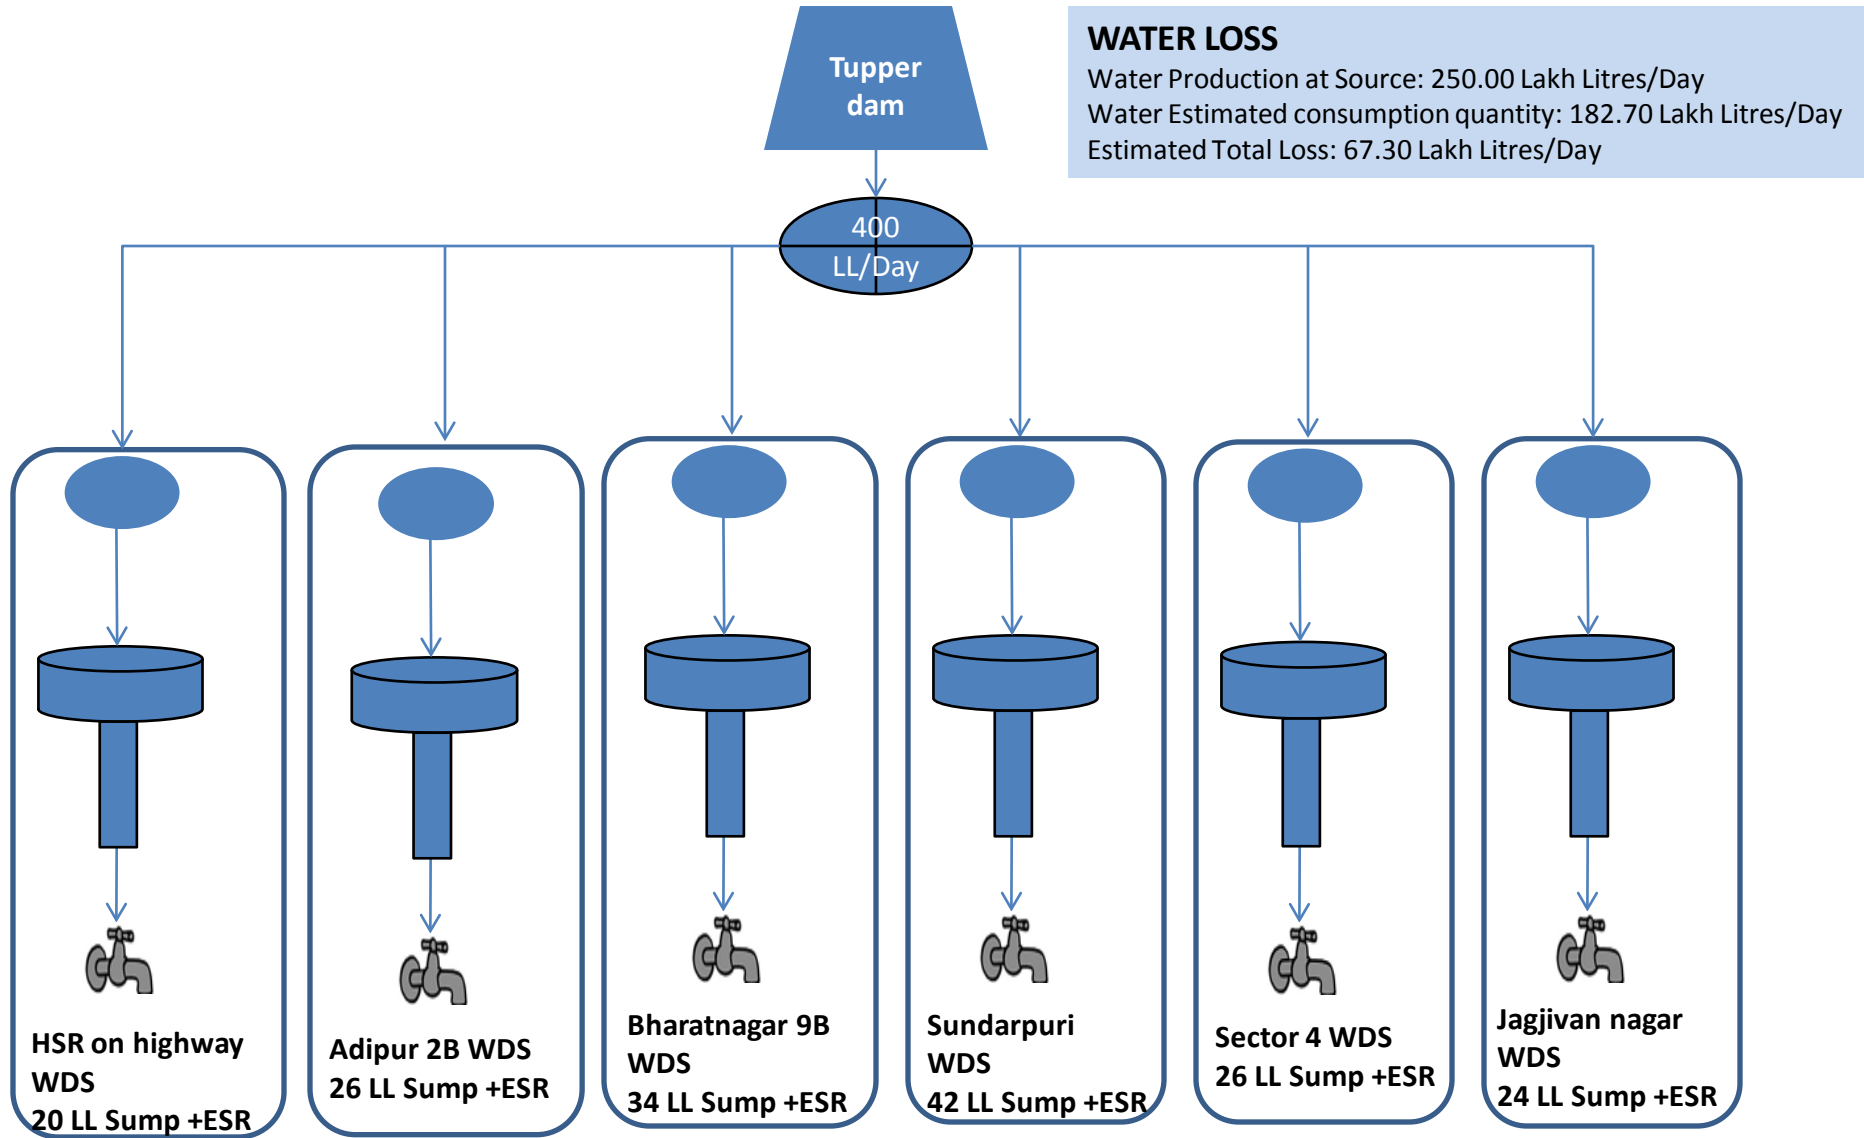 Tupper
dam
WATER LOSS
Water Production at Source: 250.00 Lakh Litres/Day
Water Estimated consumption quantity: 182.70 Lakh Litres/Day
Estimated Total Loss: 67.30 Lakh Litres/Day
400
LL/Day
HSR on highway
WDS
20 LL Sump +ESR
Adipur 2B WDS
26 LL Sump +ESR
Bharatnagar 9B
WDS
34 LL Sump +ESR
Sundarpuri
WDS
42 LL Sump +ESR
Sector 4 WDS
26 LL Sump +ESR
Jagjivan nagar
WDS
24 LL Sump +ESR